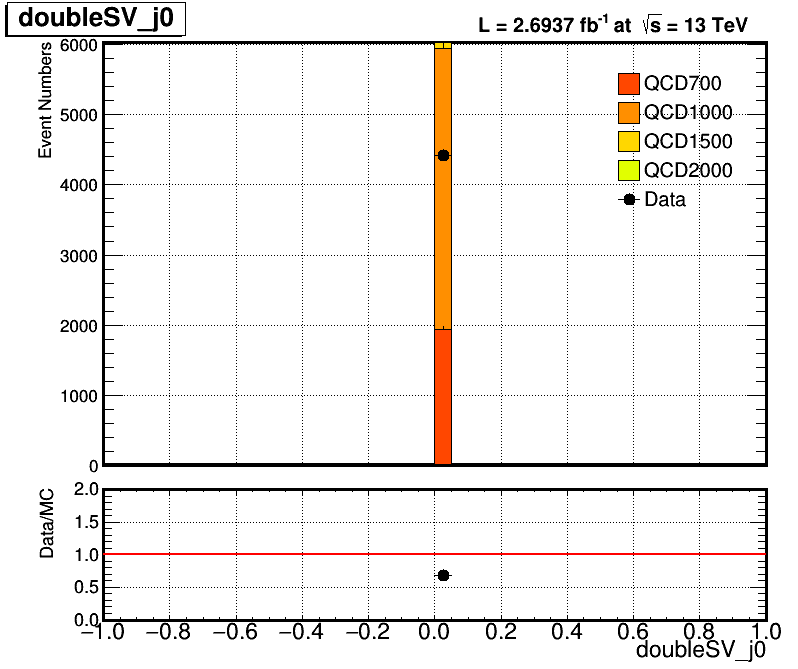 doubleSV_j0
L = 2.6937 fb⁻¹ at √s = 13 TeV
Event Numbers
6000
5000
4000
3000
2000
1000
0
QCD700
QCD1000
QCD1500
QCD2000
Data
Data/MC
2.0
1.5
1.0
0.5
0.0
−1.0 −0.8 −0.6 −0.4 −0.2 0.0 0.2 0.4 0.6 0.8 1.0
doubleSV_j0